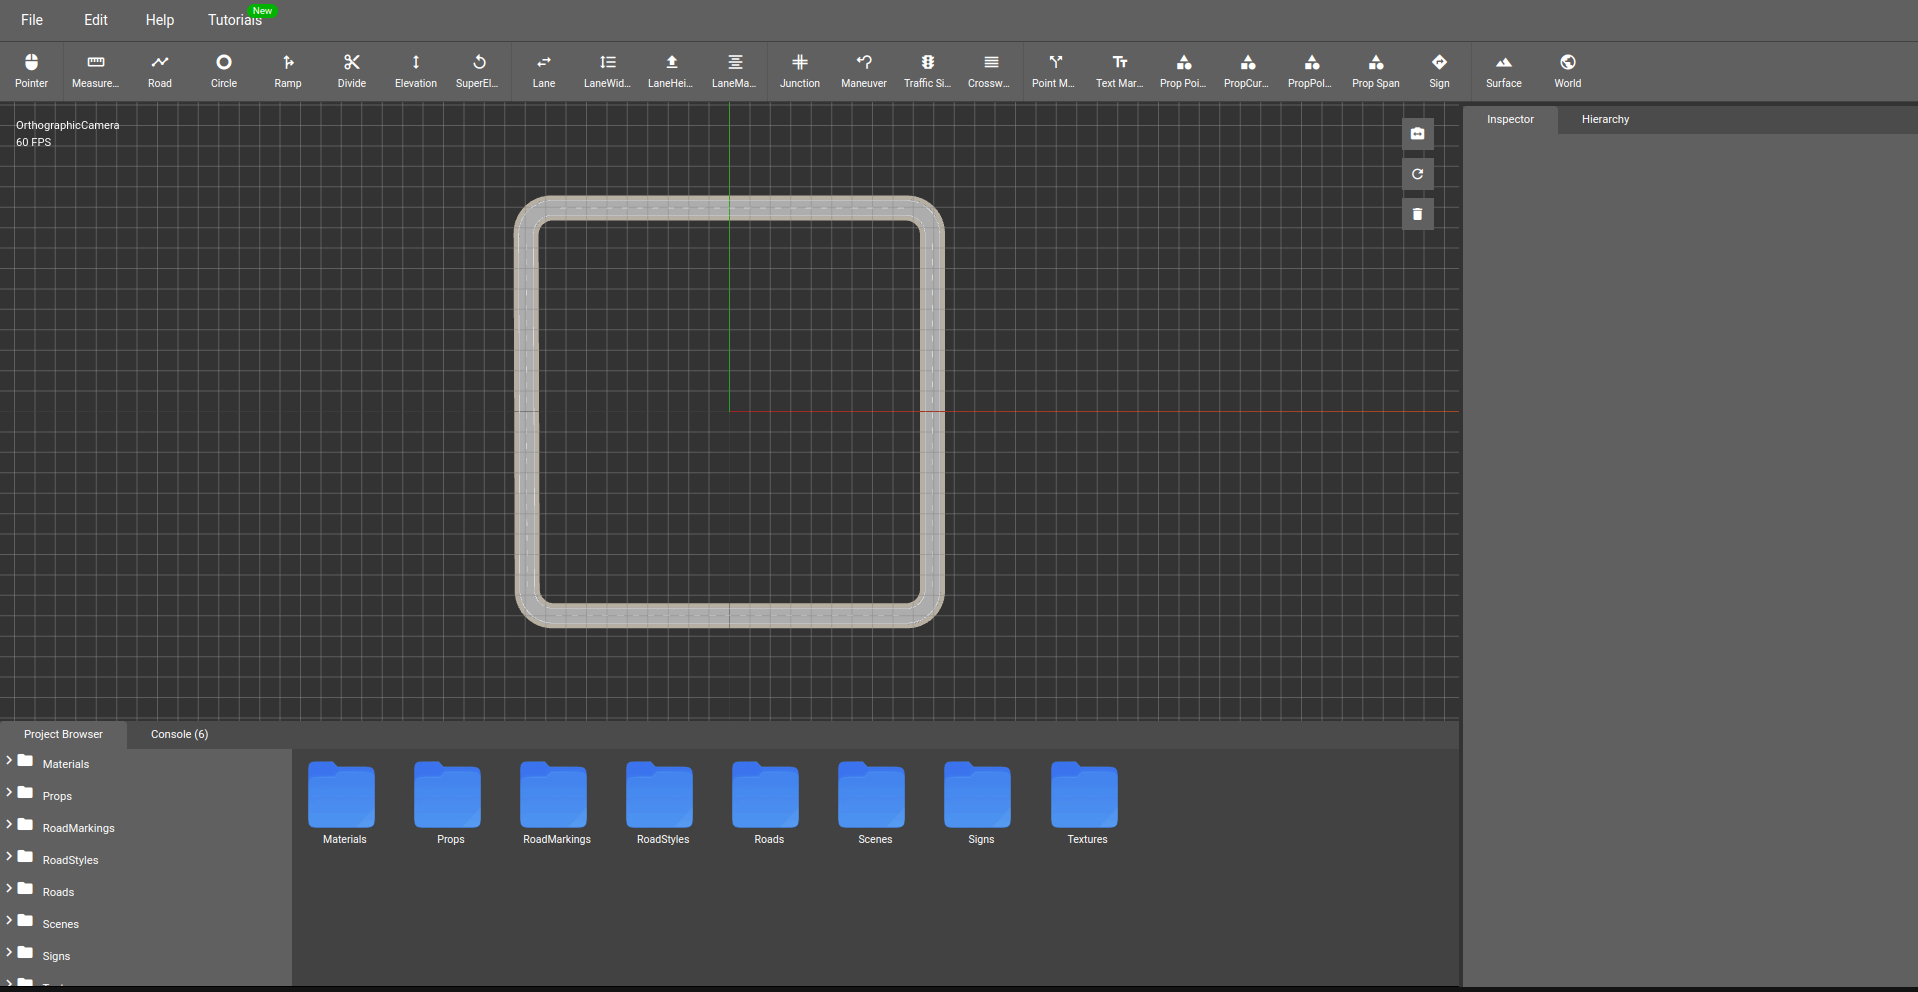 File Edit Help Tutorials New
Pointer Measure... Road Circle Ramp Divide Elevation SuperEl... Lane LaneWid... LaneHei... LaneMa... Junction Maneuver Traffic Si... Crossw... Point M... Text Mar... Prop Poi... PropCur... PropPol... Prop Span Sign Surface World
OrthographicCamera
60 FPS
Inspector Hierarchy
Project Browser Console (6)
Materials
Props
RoadMarkings
RoadStyles
Roads
Scenes
Signs
Materials Props RoadMarkings RoadStyles Roads Scenes Signs Textures